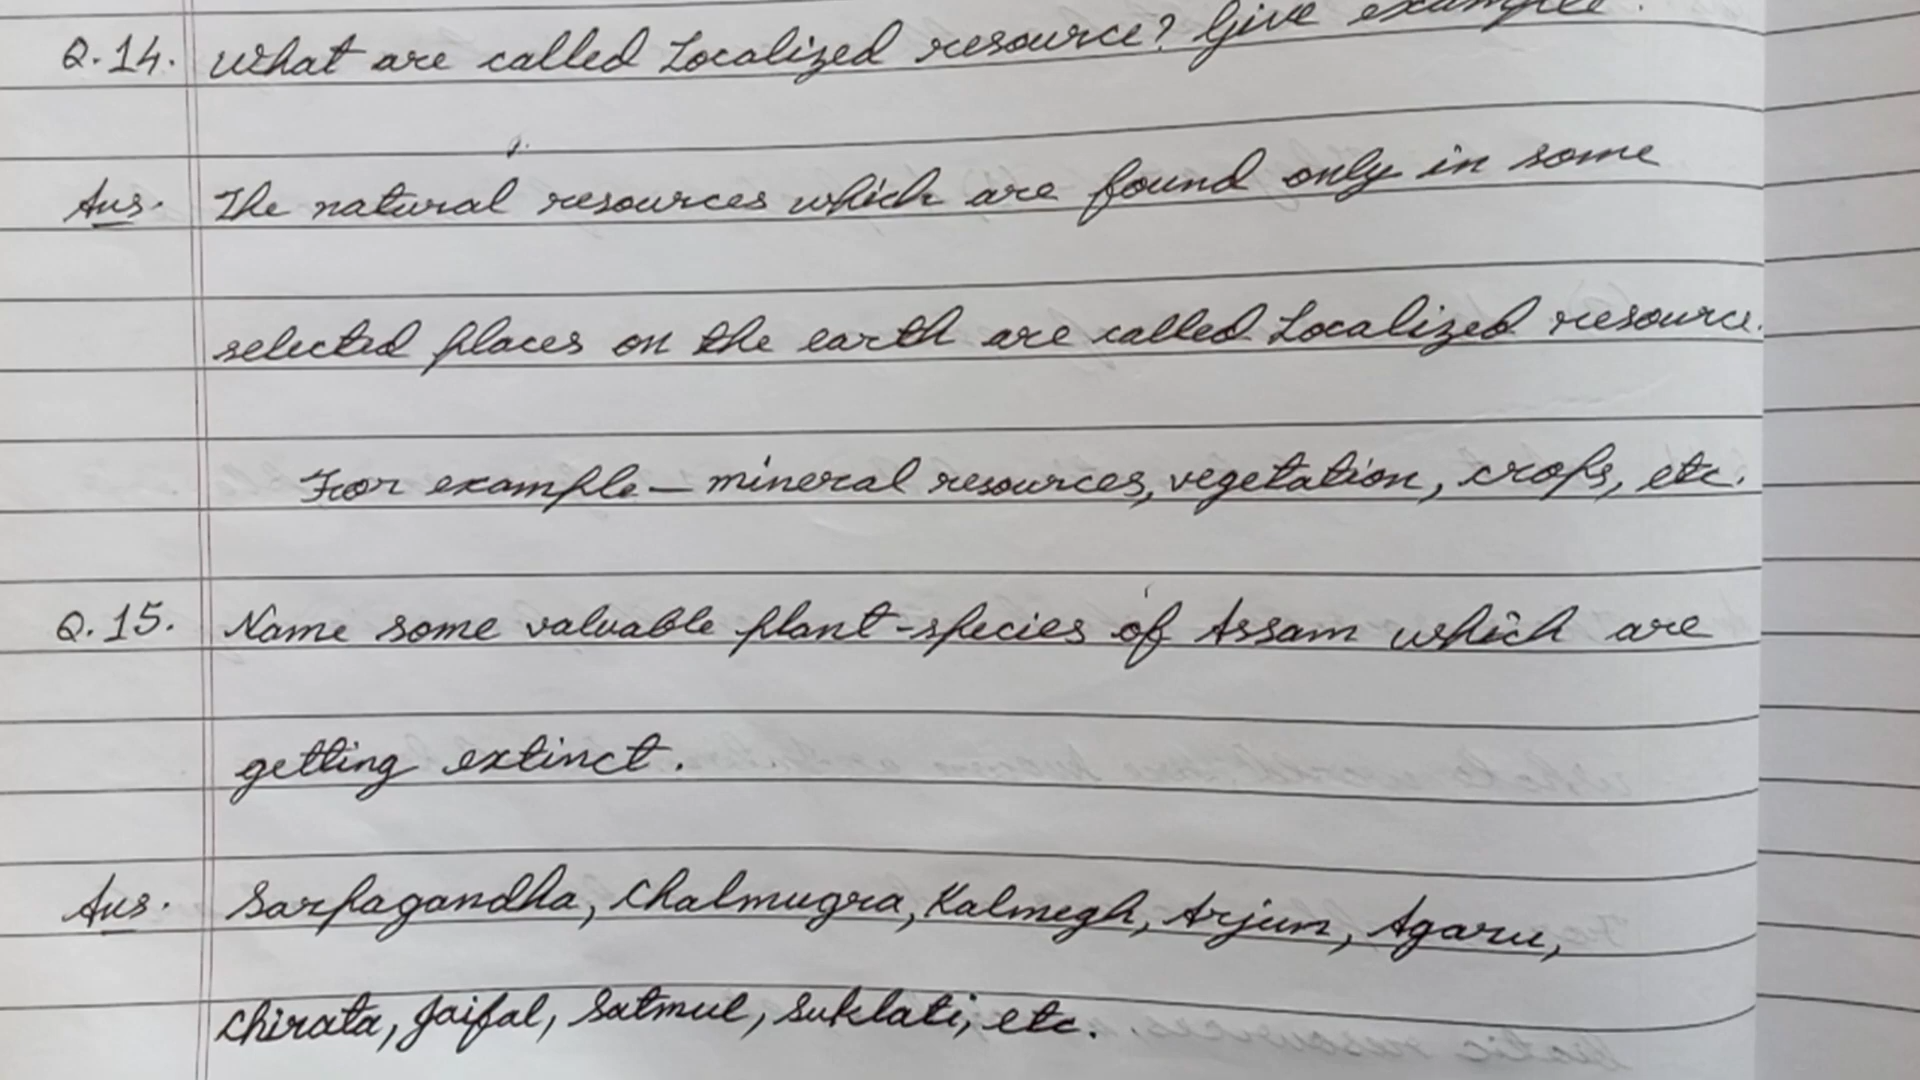 Q.14. What are called Localized resource? Give example.
Ans. The natural resources which are found only in some
selected places on the earth are called Localized resource.
For example – mineral resources, vegetation, crops, etc.
Q.15. Name some valuable plant-species of Assam which are
getting extinct.
Ans. Sarpagandha, Chalmugra, Kalmegh, Arjun, Agaru,
Chirata, Jaifal, Satmul, Suklati, etc.